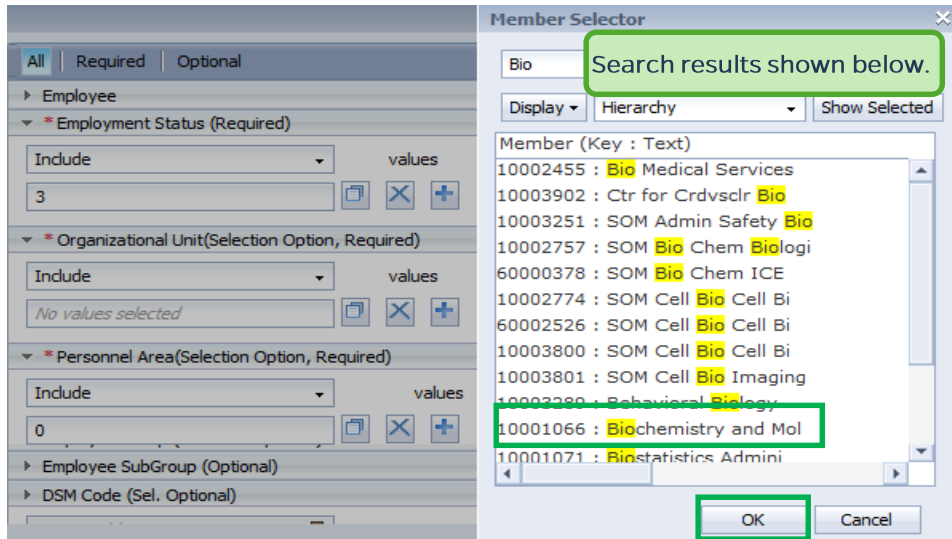 All | Required | Optional
Employee
* Employment Status (Required)
Include values
3
* Organizational Unit(Selection Option, Required)
Include values
No values selected
* Personnel Area(Selection Option, Required)
Include values
0
Employee SubGroup (Optional)
DSM Code (Sel. Optional)
Member Selector
Bio
Search results shown below.
Display Hierarchy Show Selected
Member (Key : Text)
10002455 : Bio Medical Services
10003902 : Ctr for Crdvsclr Bio
10003251 : SOM Admin Safety Bio
10002757 : SOM Bio Chem Biologi
60000378 : SOM Bio Chem ICE
10002774 : SOM Cell Bio Cell Bi
60002526 : SOM Cell Bio Cell Bi
10003800 : SOM Cell Bio Cell Bi
10003801 : SOM Cell Bio Imaging
10003289 : Behavioral Biology
10001066 : Biochemistry and Mol
10001071 : Biostatistics Admini
OK Cancel